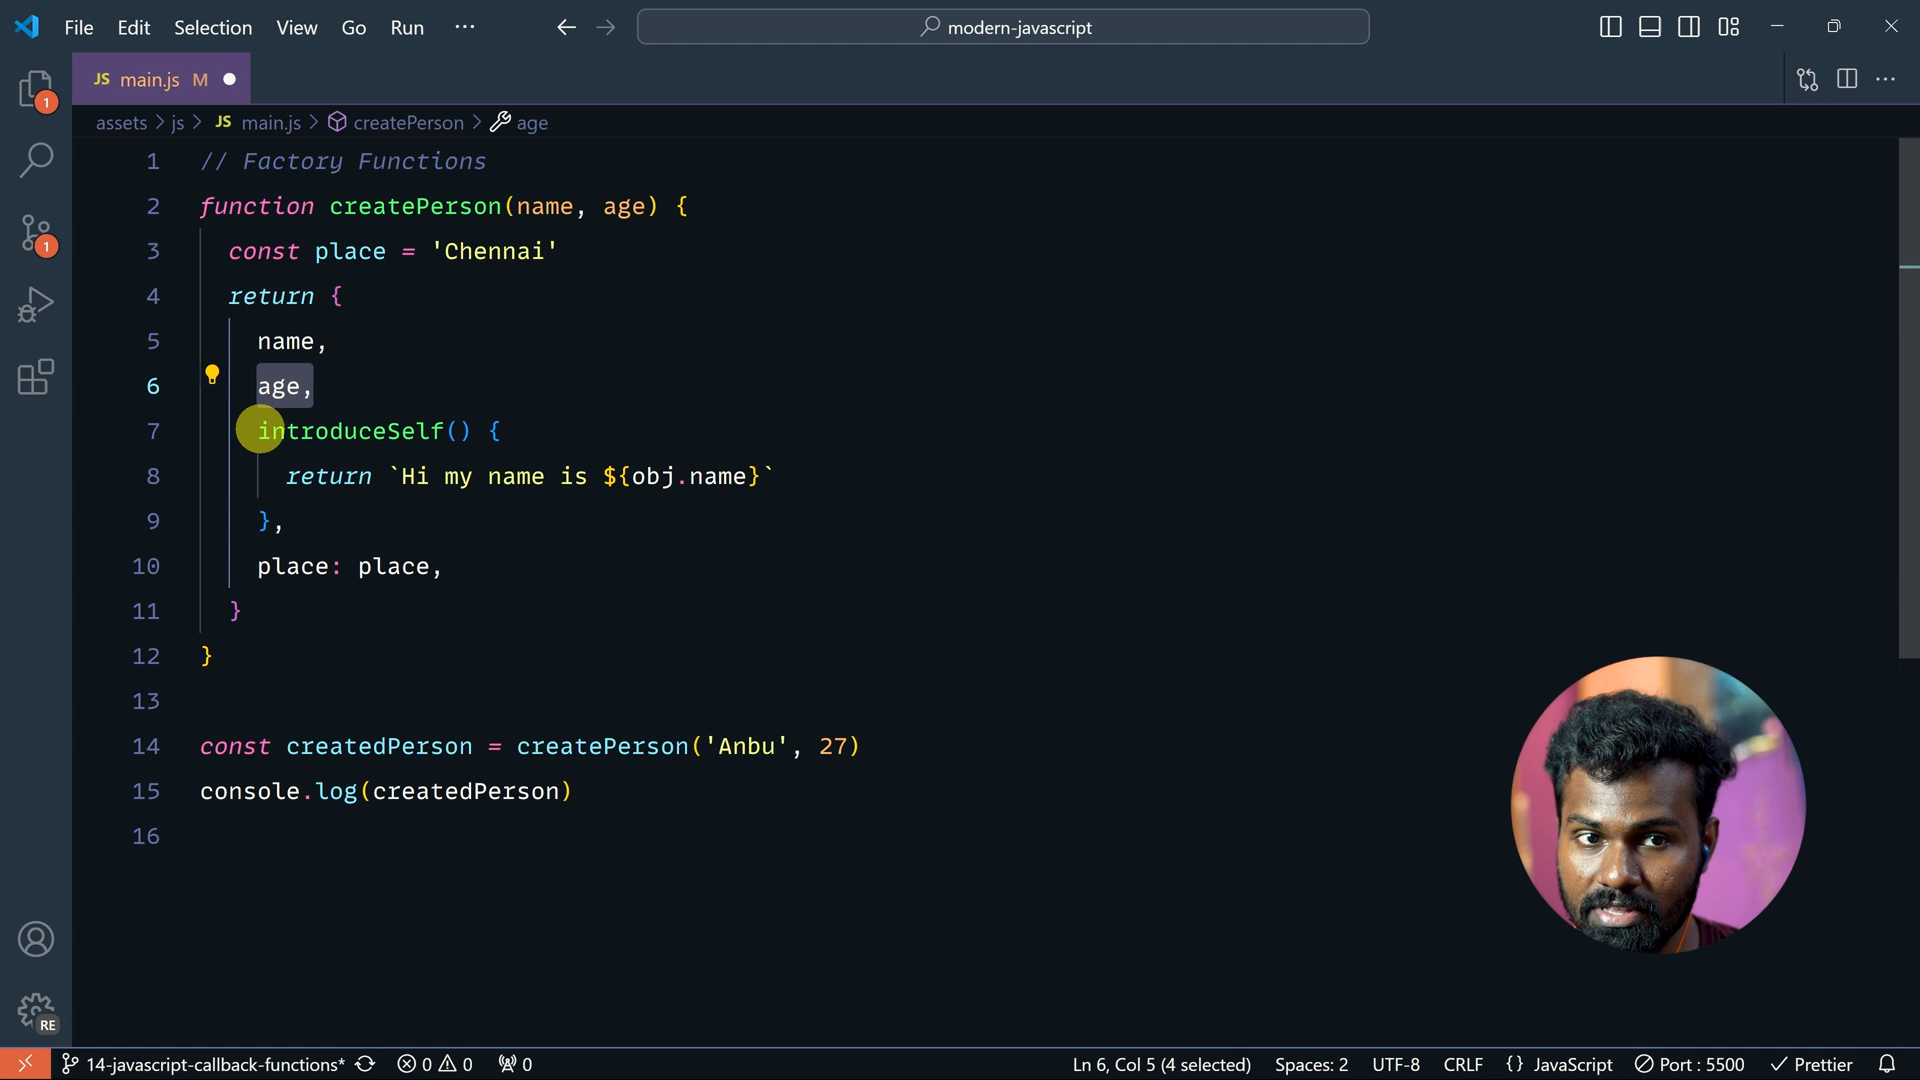 File Edit Selection View Go Run ··· modern-javascript
JS main.js M
1
assets > js > JS main.js > createPerson > age
1 // Factory Functions
2 function createPerson(name, age) {
1
3 const place = 'Chennai'
4 return {
5 name,
6 age,
7 introduceSelf() {
8 return `Hi my name is ${obj.name}`
9 },
10 place: place,
11 }
12 }
13
14 const createdPerson = createPerson('Anbu', 27)
15 console.log(createdPerson)
16
RE
14-javascript-callback-functions* 0 0 0 Ln 6, Col 5 (4 selected) Spaces: 2 UTF-8 CRLF {} JavaScript Port : 5500 Prettier